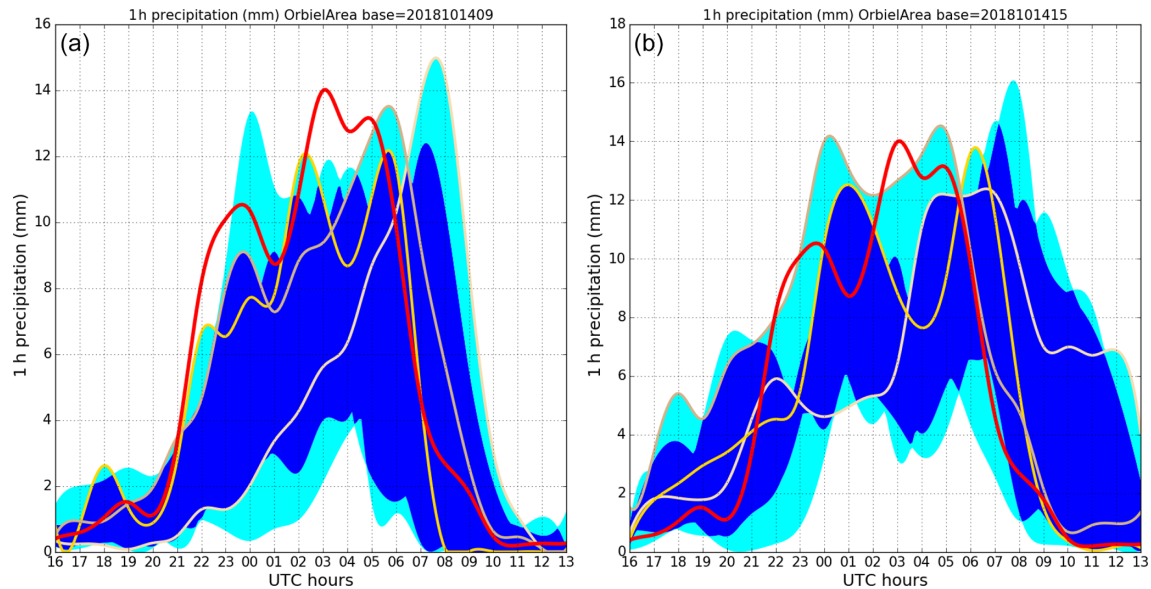 1h precipitation (mm) OrbielArea base=2018101409
(a)
1 h precipitation (mm)
16
14
12
10
8
6
4
2
0
16 17 18 19 20 21 22 23 00 01 02 03 04 05 06 07 08 09 10 11 12 13
UTC hours
1h precipitation (mm) OrbielArea base=2018101415
(b)
1 h precipitation (mm)
18
16
14
12
10
8
6
4
2
0
16 17 18 19 20 21 22 23 00 01 02 03 04 05 06 07 08 09 10 11 12 13
UTC hours